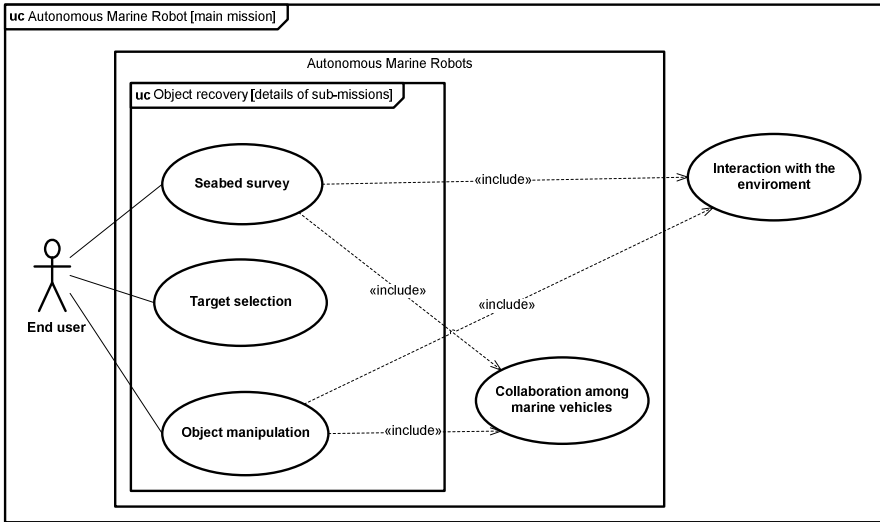 uc Autonomous Marine Robot [main mission]
Autonomous Marine Robots
uc Object recovery [details of sub-missions]
Seabed survey
«include»
Interaction with the
enviroment
Target selection
«include»
«include»
End user
Collaboration among
marine vehicles
Object manipulation
«include»